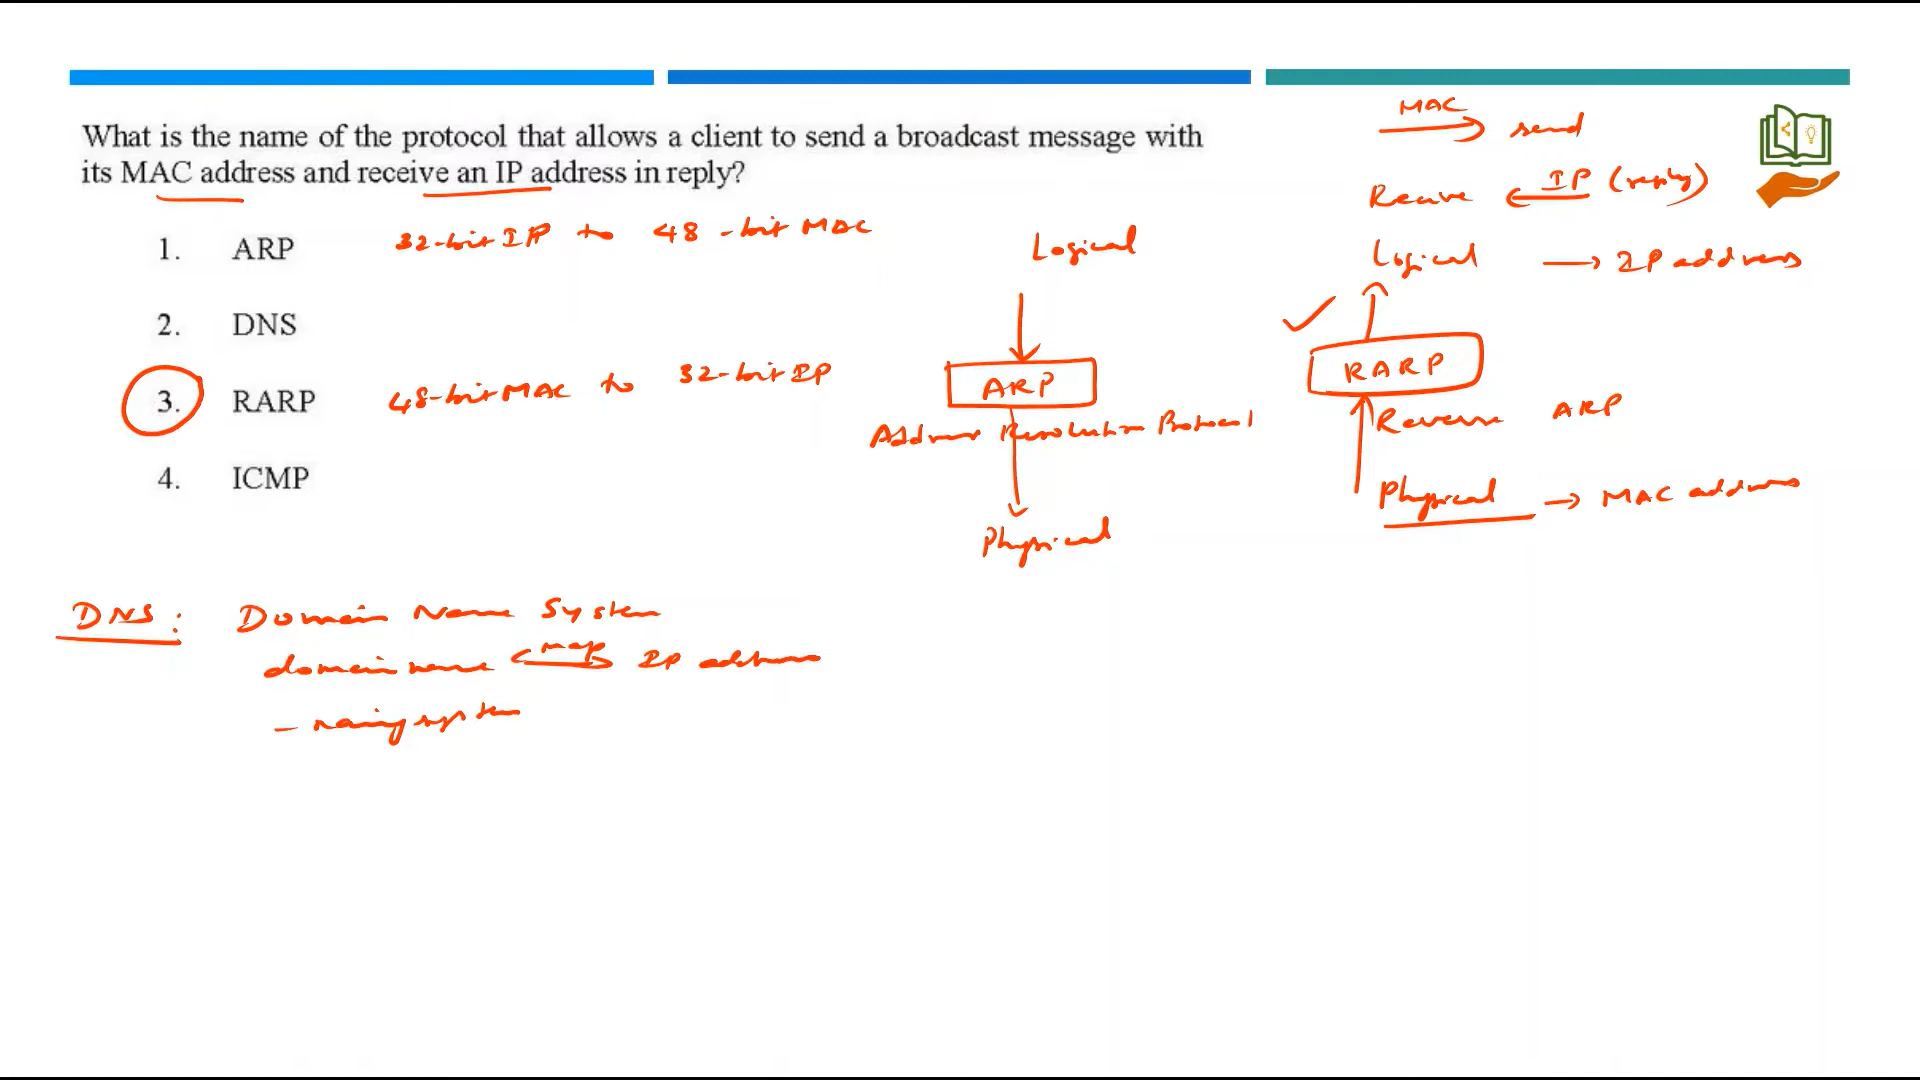 What is the name of the protocol that allows a client to send a broadcast message with
its MAC address and receive an IP address in reply?
1. ARP 32-bit IP to 48-bit MAC
2. DNS
3. RARP 48-bit MAC to 32-bit IP
4. ICMP
Logical
ARP
Address Resolution Protocol
Physical
MAC send
Receive IP (reply)
Logical → IP address
RARP
Reverse ARP
Physical → MAC address
DNS : Domain Name System
domain name map IP address
- naming system